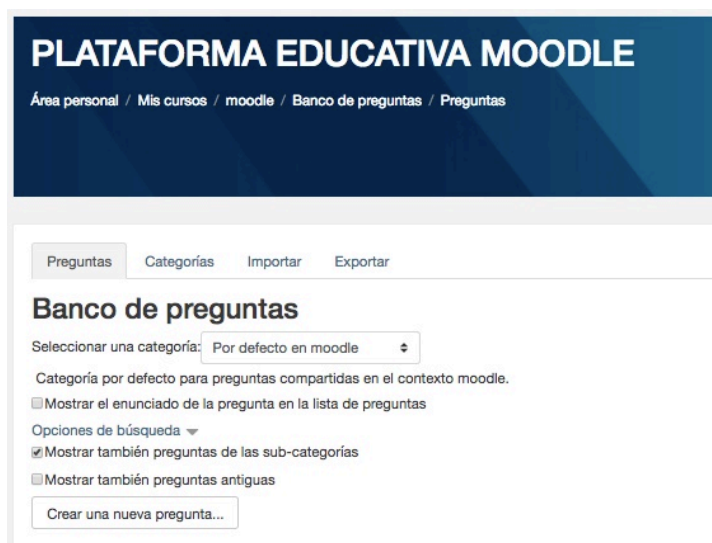 PLATAFORMA EDUCATIVA MOODLE
Área personal / Mis cursos / moodle / Banco de preguntas / Preguntas
Preguntas Categorías Importar Exportar
Banco de preguntas
Seleccionar una categoría: Por defecto en moodle
Categoría por defecto para preguntas compartidas en el contexto moodle.
Mostrar el enunciado de la pregunta en la lista de preguntas
Opciones de búsqueda
Mostrar también preguntas de las sub-categorías
Mostrar también preguntas antiguas
Crear una nueva pregunta...